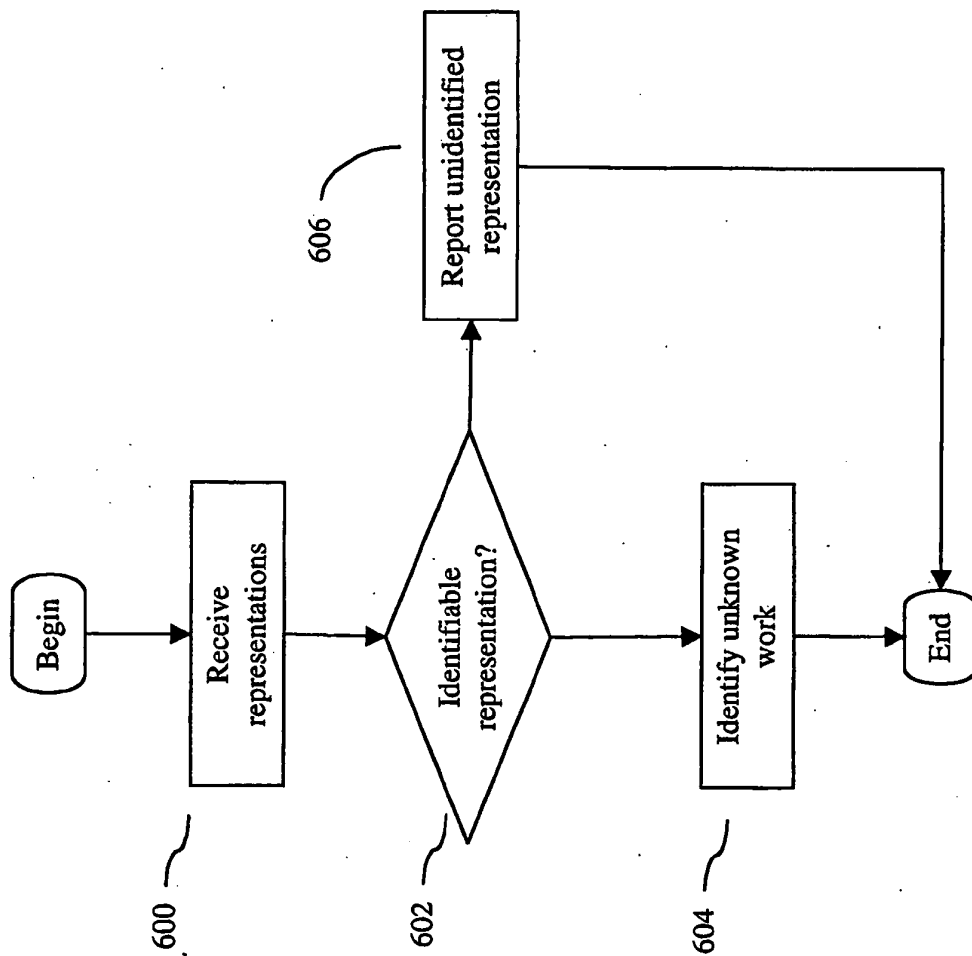 Begin
600
Receive
representations
602
Identifiable
representation?
606
Report unidentified
representation
604
Identify unknown
work
End